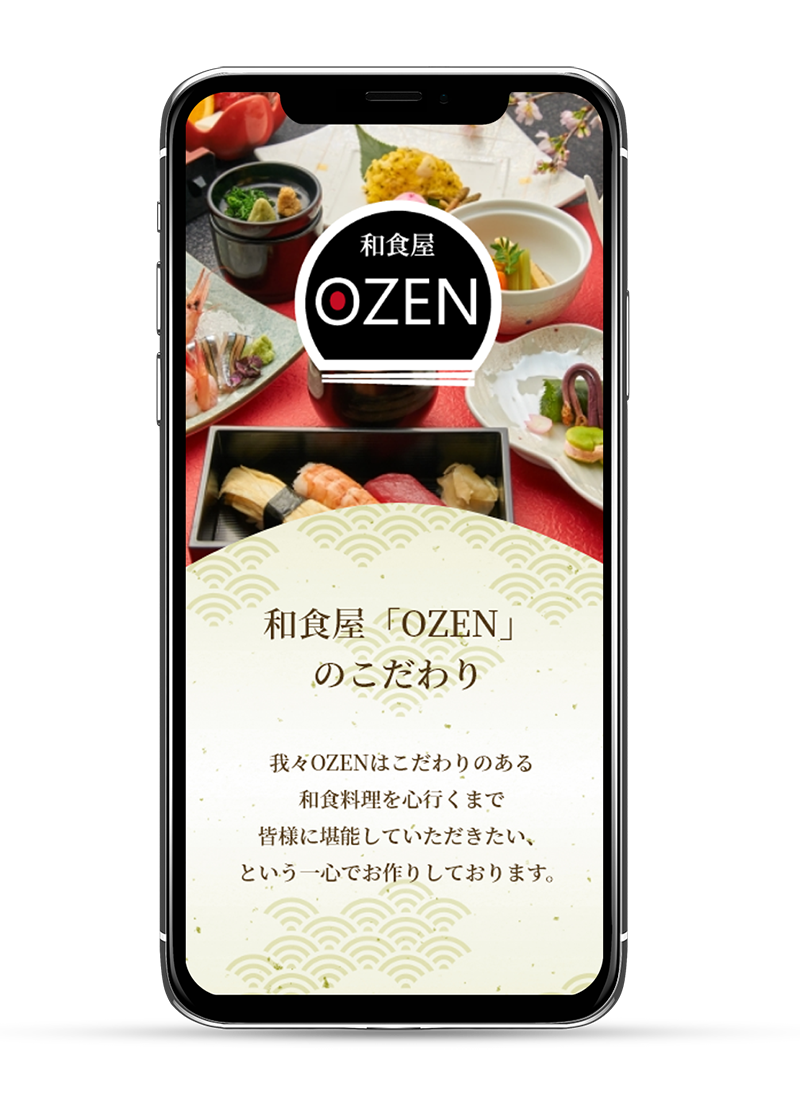 和食屋
OZEN
和食屋「OZEN」
のこだわり
我々OZENはこだわりのある
和食料理を心行くまで
皆様に堪能していただきたい、
という一心でお作りしております。